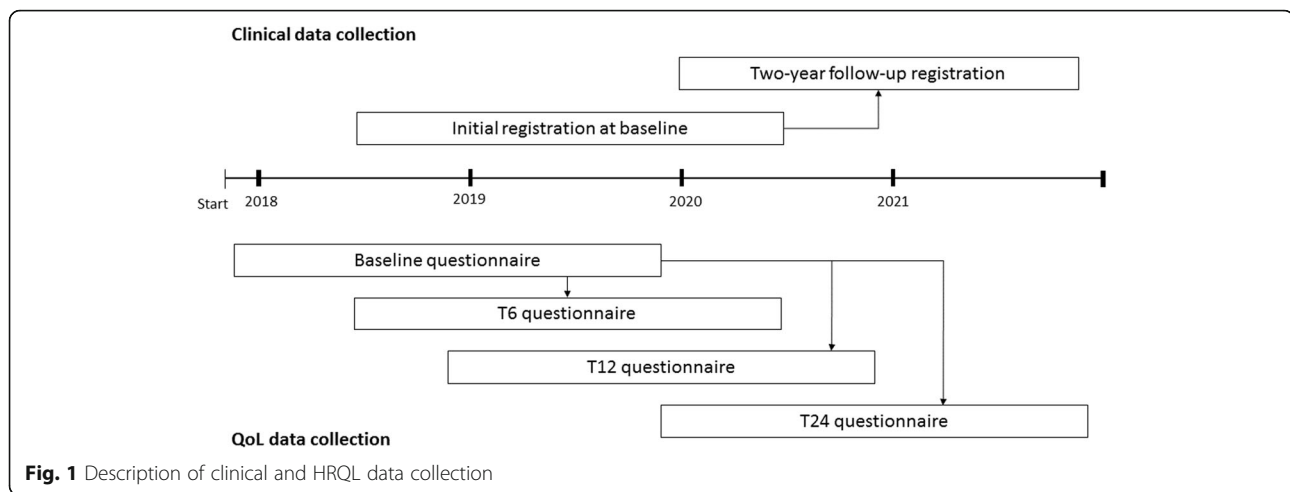 Clinical data collection
Two-year follow-up registration
Initial registration at baseline
Start 2018 2019 2020 2021
Baseline questionnaire
T6 questionnaire
T12 questionnaire
T24 questionnaire
QoL data collection
Fig. 1 Description of clinical and HRQL data collection